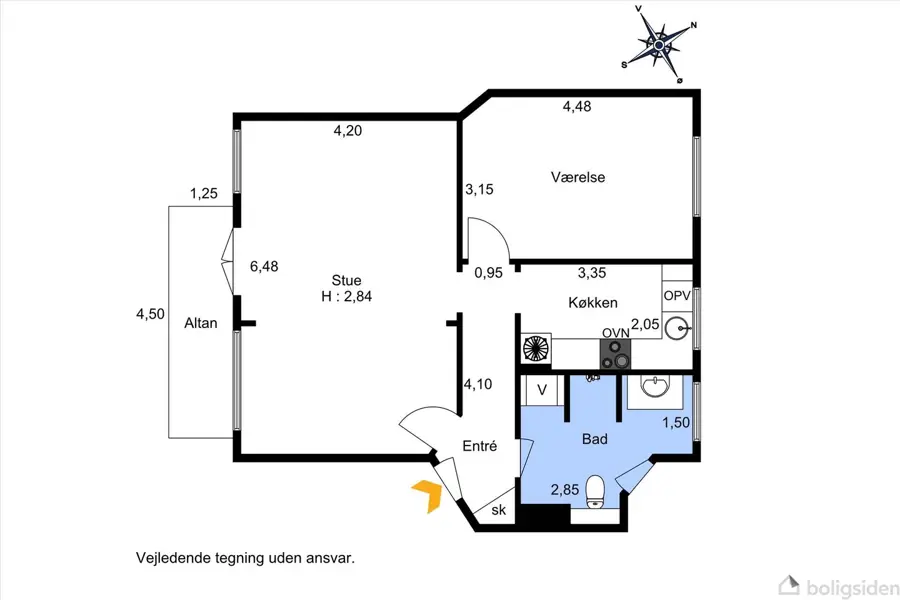 V
N
S
Ø
4,48
4,20
Værelse
3,15
1,25
6,48
0,95
3,35
Stue
H : 2,84
Køkken
OPV
4,50
Altan
2,05
OVN
4,10
V
1,50
Entré
Bad
2,85
sk
Vejledende tegning uden ansvar.
boligsiden